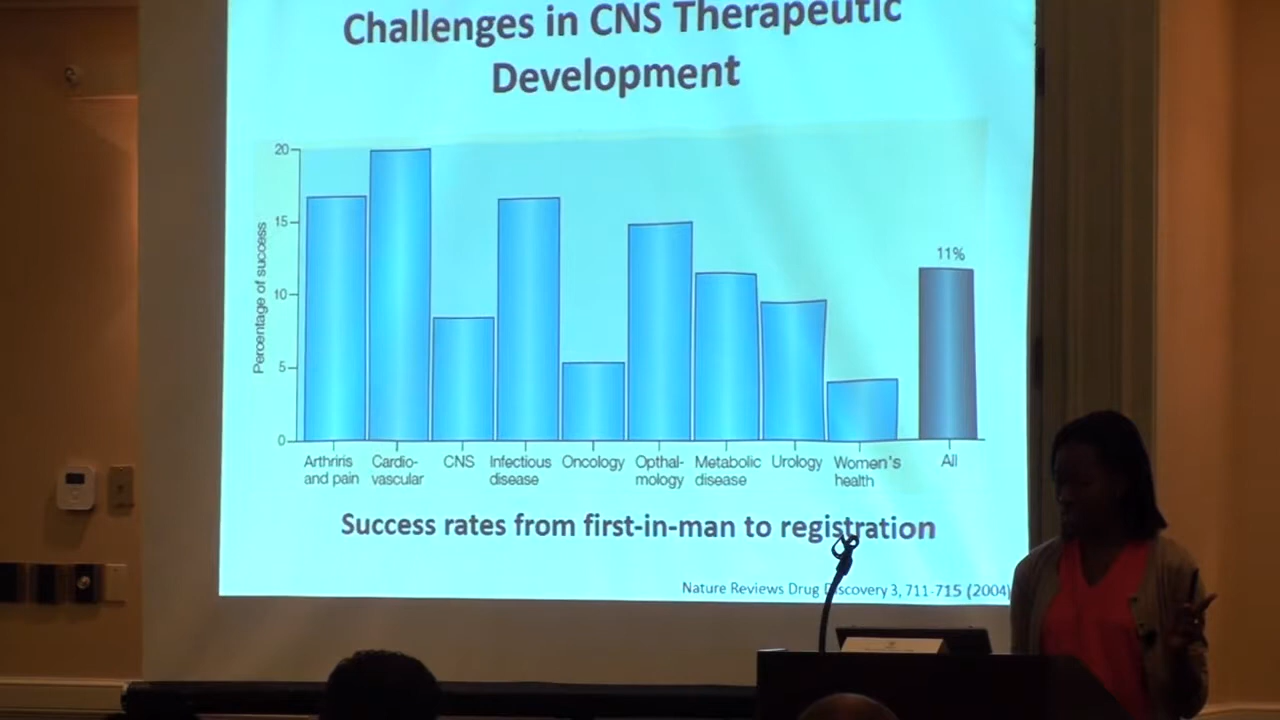 Challenges in CNS Therapeutic
Development
20
15
10
5
0
Percentage of success
11%
Arthriris
and pain
Cardio-
vascular
CNS
Infectious
disease
Oncology
Opthal-
mology
Metabolic
disease
Urology
Women's
health
All
Success rates from first-in-man to registration
Nature Reviews Drug Discovery 3, 711-715 (2004)